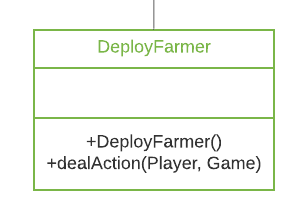 DeployFarmer
+DeployFarmer()
+dealAction(Player, Game)